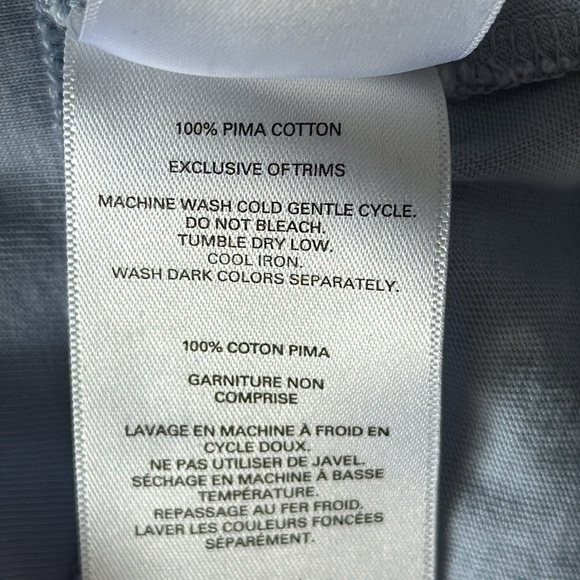 100% PIMA COTTON
EXCLUSIVE OF TRIMS
MACHINE WASH COLD GENTLE CYCLE.
DO NOT BLEACH.
TUMBLE DRY LOW.
COOL IRON.
WASH DARK COLORS SEPARATELY.
100% COTON PIMA
GARNITURE NON
COMPRISE
LAVAGE EN MACHINE À FROID EN
CYCLE DOUX.
NE PAS UTILISER DE JAVEL.
SÉCHAGE EN MACHINE À BASSE
TEMPÉRATURE.
REPASSAGE AU FER FROID.
LAVER LES COULEURS FONCÉES
SÉPARÉMENT.